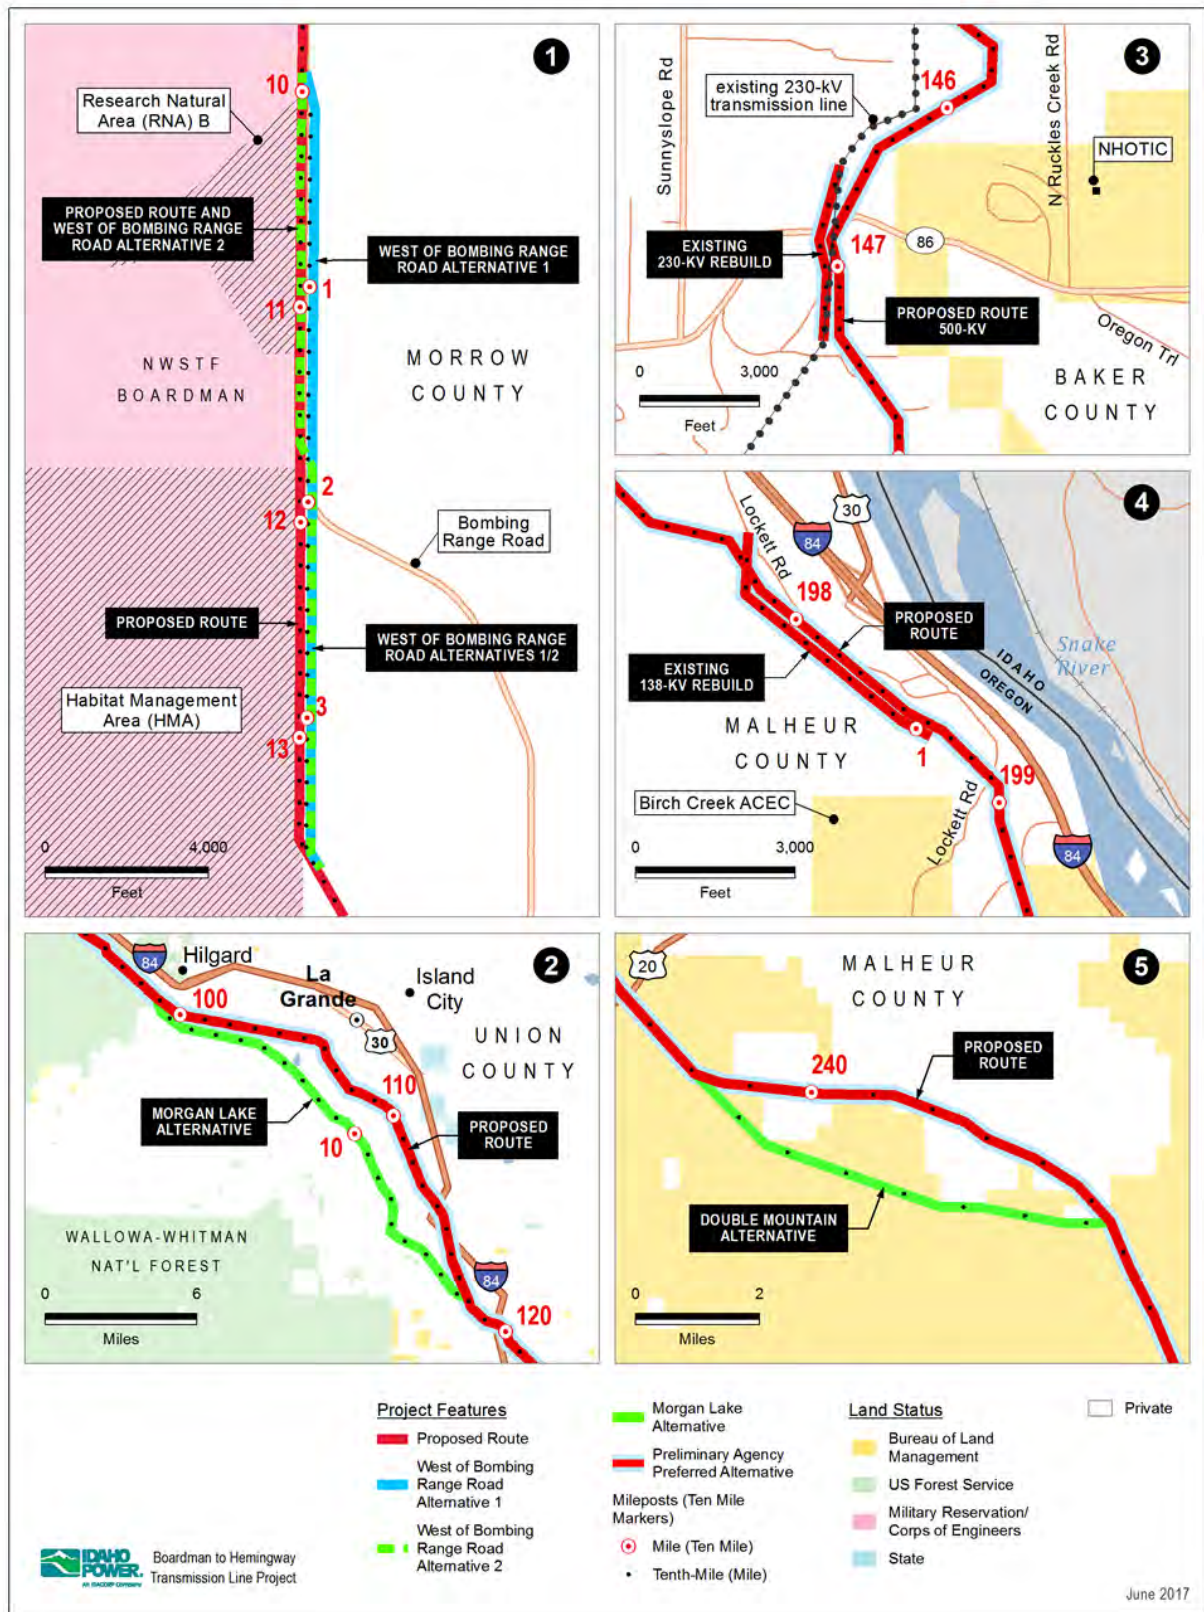 1
10
Research Natural
Area (RNA) B
PROPOSED ROUTE AND
WEST OF BOMBING RANGE
ROAD ALTERNATIVE 2
WEST OF BOMBING RANGE
ROAD ALTERNATIVE 1
1
11
NWSTF
BOARDMAN
MORROW
COUNTY
2
12
Bombing
Range Road
PROPOSED ROUTE
WEST OF BOMBING RANGE
ROAD ALTERNATIVES 1/2
Habitat Management
Area (HMA)
3
13
0 4,000
Feet
3
Sunnyslope Rd
existing 230-kV
transmission line
146
N Ruckles Creek Rd
NHOTIC
EXISTING
230-KV REBUILD
147
86
PROPOSED ROUTE
500-KV
Oregon Trl
0 3,000
Feet
BAKER
COUNTY
4
30
84
Lockett Rd
198
PROPOSED
ROUTE
EXISTING
138-KV REBUILD
IDAHO
OREGON
Snake
River
MALHEUR
COUNTY
1
199
Birch Creek ACEC
Lockett Rd
84
0 3,000
Feet
2
84
Hilgard
La
Grande
Island
City
100
30
UNION
COUNTY
110
MORGAN LAKE
ALTERNATIVE
10
PROPOSED
ROUTE
WALLOWA-WHITMAN
NAT'L FOREST
84
0 6
Miles
120
5
20
MALHEUR
COUNTY
240
PROPOSED
ROUTE
DOUBLE MOUNTAIN
ALTERNATIVE
0 2
Miles
Project Features
Proposed Route
West of Bombing
Range Road
Alternative 1
West of Bombing
Range Road
Alternative 2
Morgan Lake
Alternative
Preliminary Agency
Preferred Alternative
Mileposts (Ten Mile
Markers)
Mile (Ten Mile)
Tenth-Mile (Mile)
Land Status
Bureau of Land
Management
US Forest Service
Military Reservation/
Corps of Engineers
State
Private
IDAHO
POWER.
An IDACORP Company
Boardman to Hemingway
Transmission Line Project
June 2017